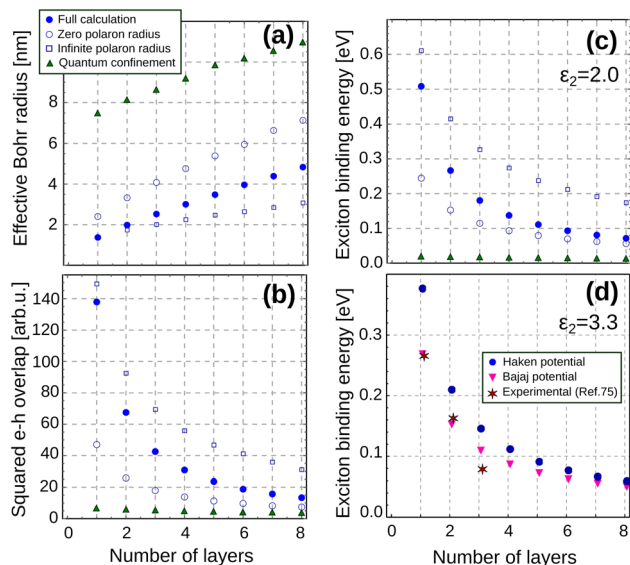 Full calculation
Zero polaron radius
Infinite polaron radius
Quantum confinement
(a)
Effective Bohr radius [nm]
8
6
4
2
(b)
Squared e-h overlap [arb.u.]
140
120
100
80
60
40
20
0
0 2 4 6 8
Number of layers
(c)
ε₂=2.0
Exciton binding energy [eV]
0.6
0.5
0.4
0.3
0.2
0.1
0.0
(d)
ε₂=3.3
Haken potential
Bajaj potential
Experimental (Ref.75)
Exciton binding energy [eV]
0.3
0.2
0.1
0.0
0 2 4 6 8
Number of layers